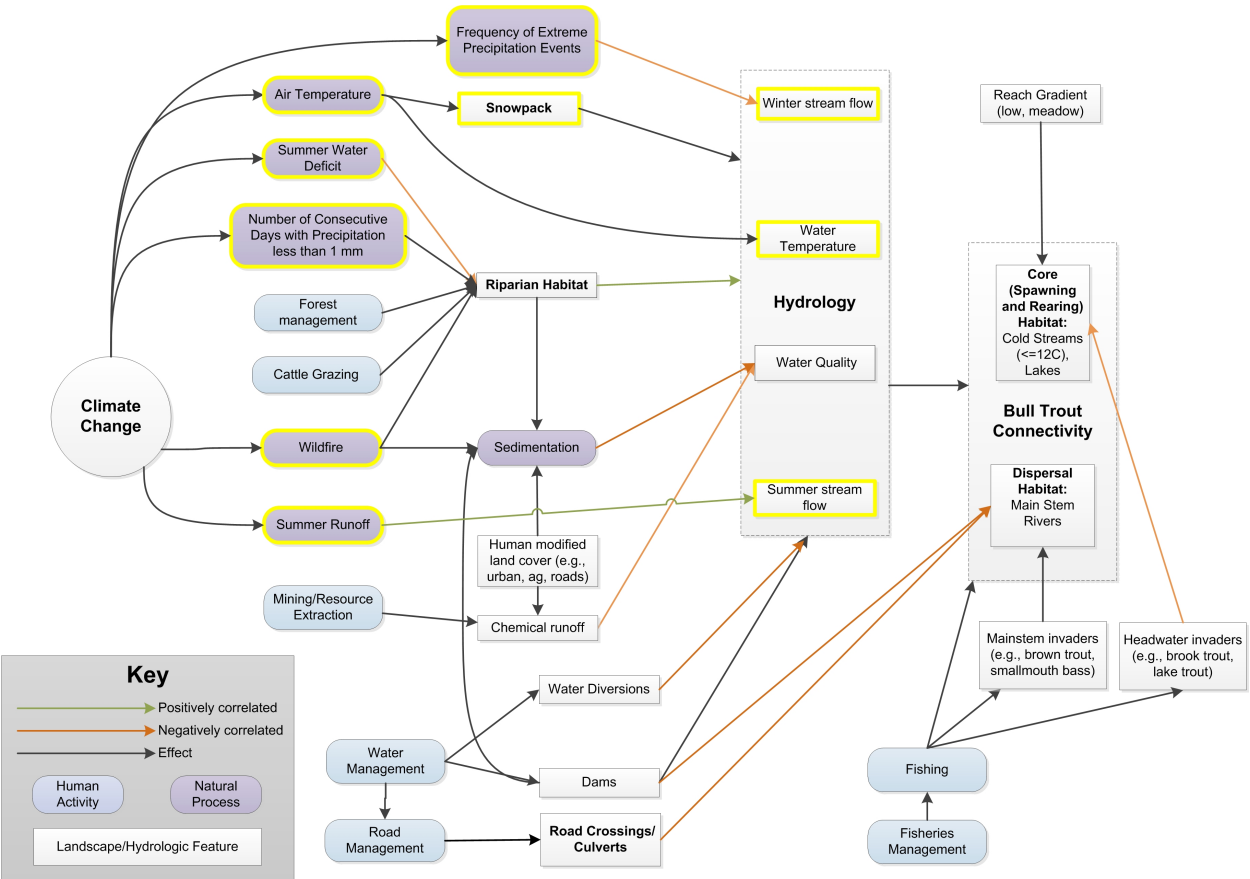 Frequency of Extreme
Precipitation Events
Air Temperature
Snowpack
Winter stream flow
Reach Gradient
(low, meadow)
Summer Water
Deficit
Number of Consecutive
Days with Precipitation
less than 1 mm
Water
Temperature
Riparian Habitat
Forest
management
Hydrology
Core
(Spawning
and Rearing)
Habitat:
Cold Streams
(<=12C),
Lakes
Cattle Grazing
Water Quality
Climate
Change
Bull Trout
Connectivity
Wildfire
Sedimentation
Dispersal
Habitat:
Main Stem
Rivers
Summer stream
flow
Summer Runoff
Human modified
land cover (e.g.,
urban, ag, roads)
Mining/Resource
Extraction
Chemical runoff
Mainstem invaders
(e.g., brown trout,
smallmouth bass)
Headwater invaders
(e.g., brook trout,
lake trout)
Key
Positively correlated
Negatively correlated
Effect
Human
Activity
Natural
Process
Landscape/Hydrologic Feature
Water Diversions
Water
Management
Dams
Fishing
Road
Management
Road Crossings/
Culverts
Fisheries
Management